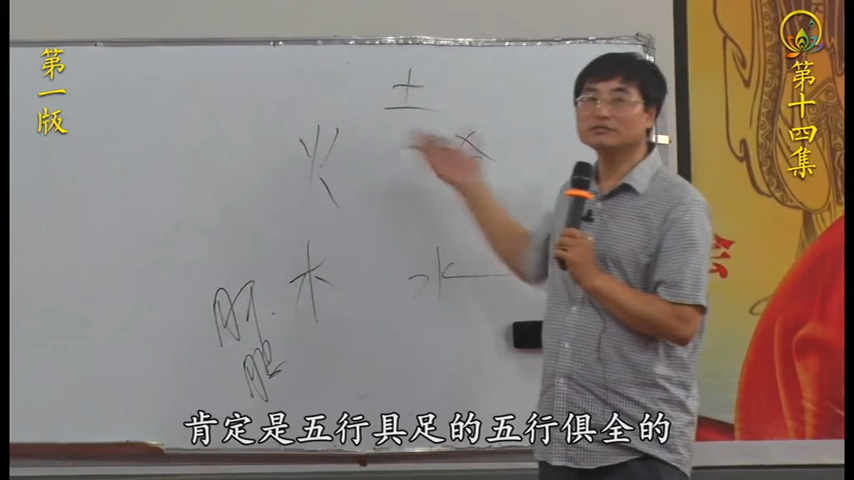 第一版
第十四集
土
火
木
水
肝
胆
肯定是五行具足的五行俱全的